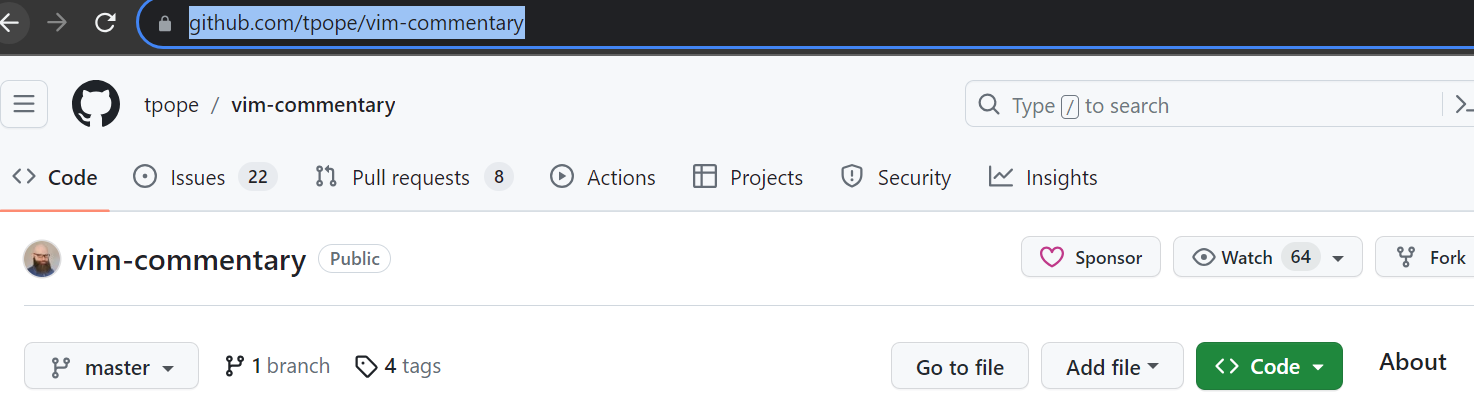 github.com/tpope/vim-commentary
tpope / vim-commentary
Type / to search
Code Issues 22 Pull requests 8 Actions Projects Security Insights
vim-commentary Public Sponsor Watch 64 Fork
master 1 branch 4 tags Go to file Add file Code About